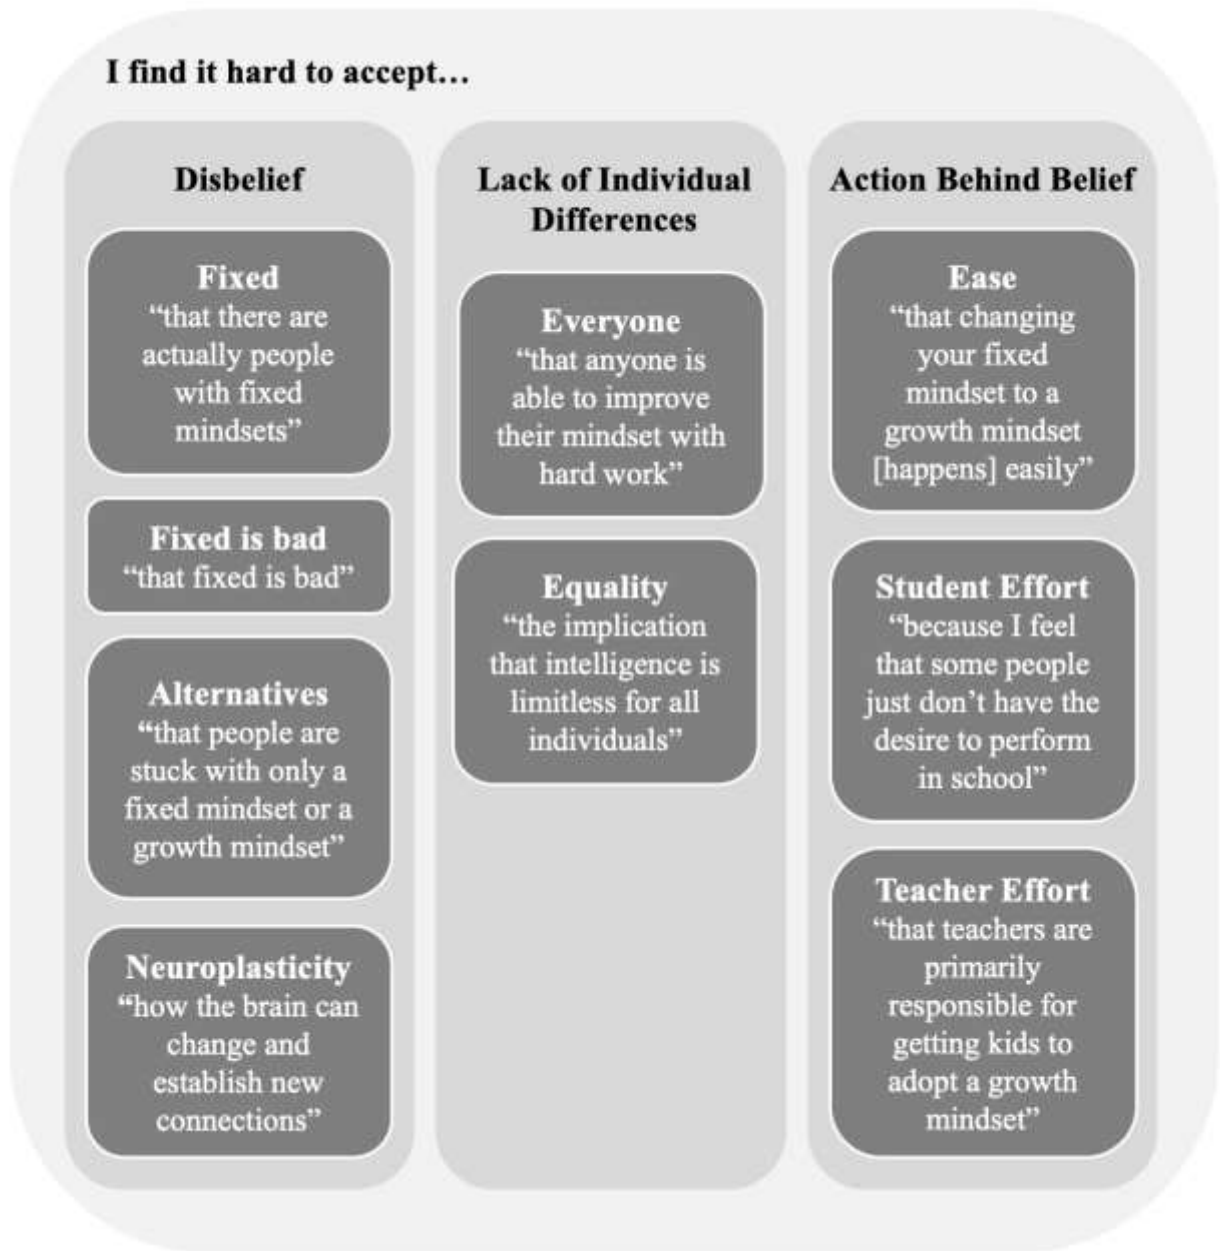 I find it hard to accept…
Disbelief
Fixed
“that there are
actually people
with fixed
mindsets”
Fixed is bad
“that fixed is bad”
Alternatives
“that people are
stuck with only a
fixed mindset or a
growth mindset”
Neuroplasticity
“how the brain can
change and
establish new
connections”
Lack of Individual
Differences
Everyone
“that anyone is
able to improve
their mindset with
hard work”
Equality
“the implication
that intelligence is
limitless for all
individuals”
Action Behind Belief
Ease
“that changing
your fixed
mindset to a
growth mindset
[happens] easily”
Student Effort
“because I feel
that some people
just don’t have the
desire to perform
in school”
Teacher Effort
“that teachers are
primarily
responsible for
getting kids to
adopt a growth
mindset”